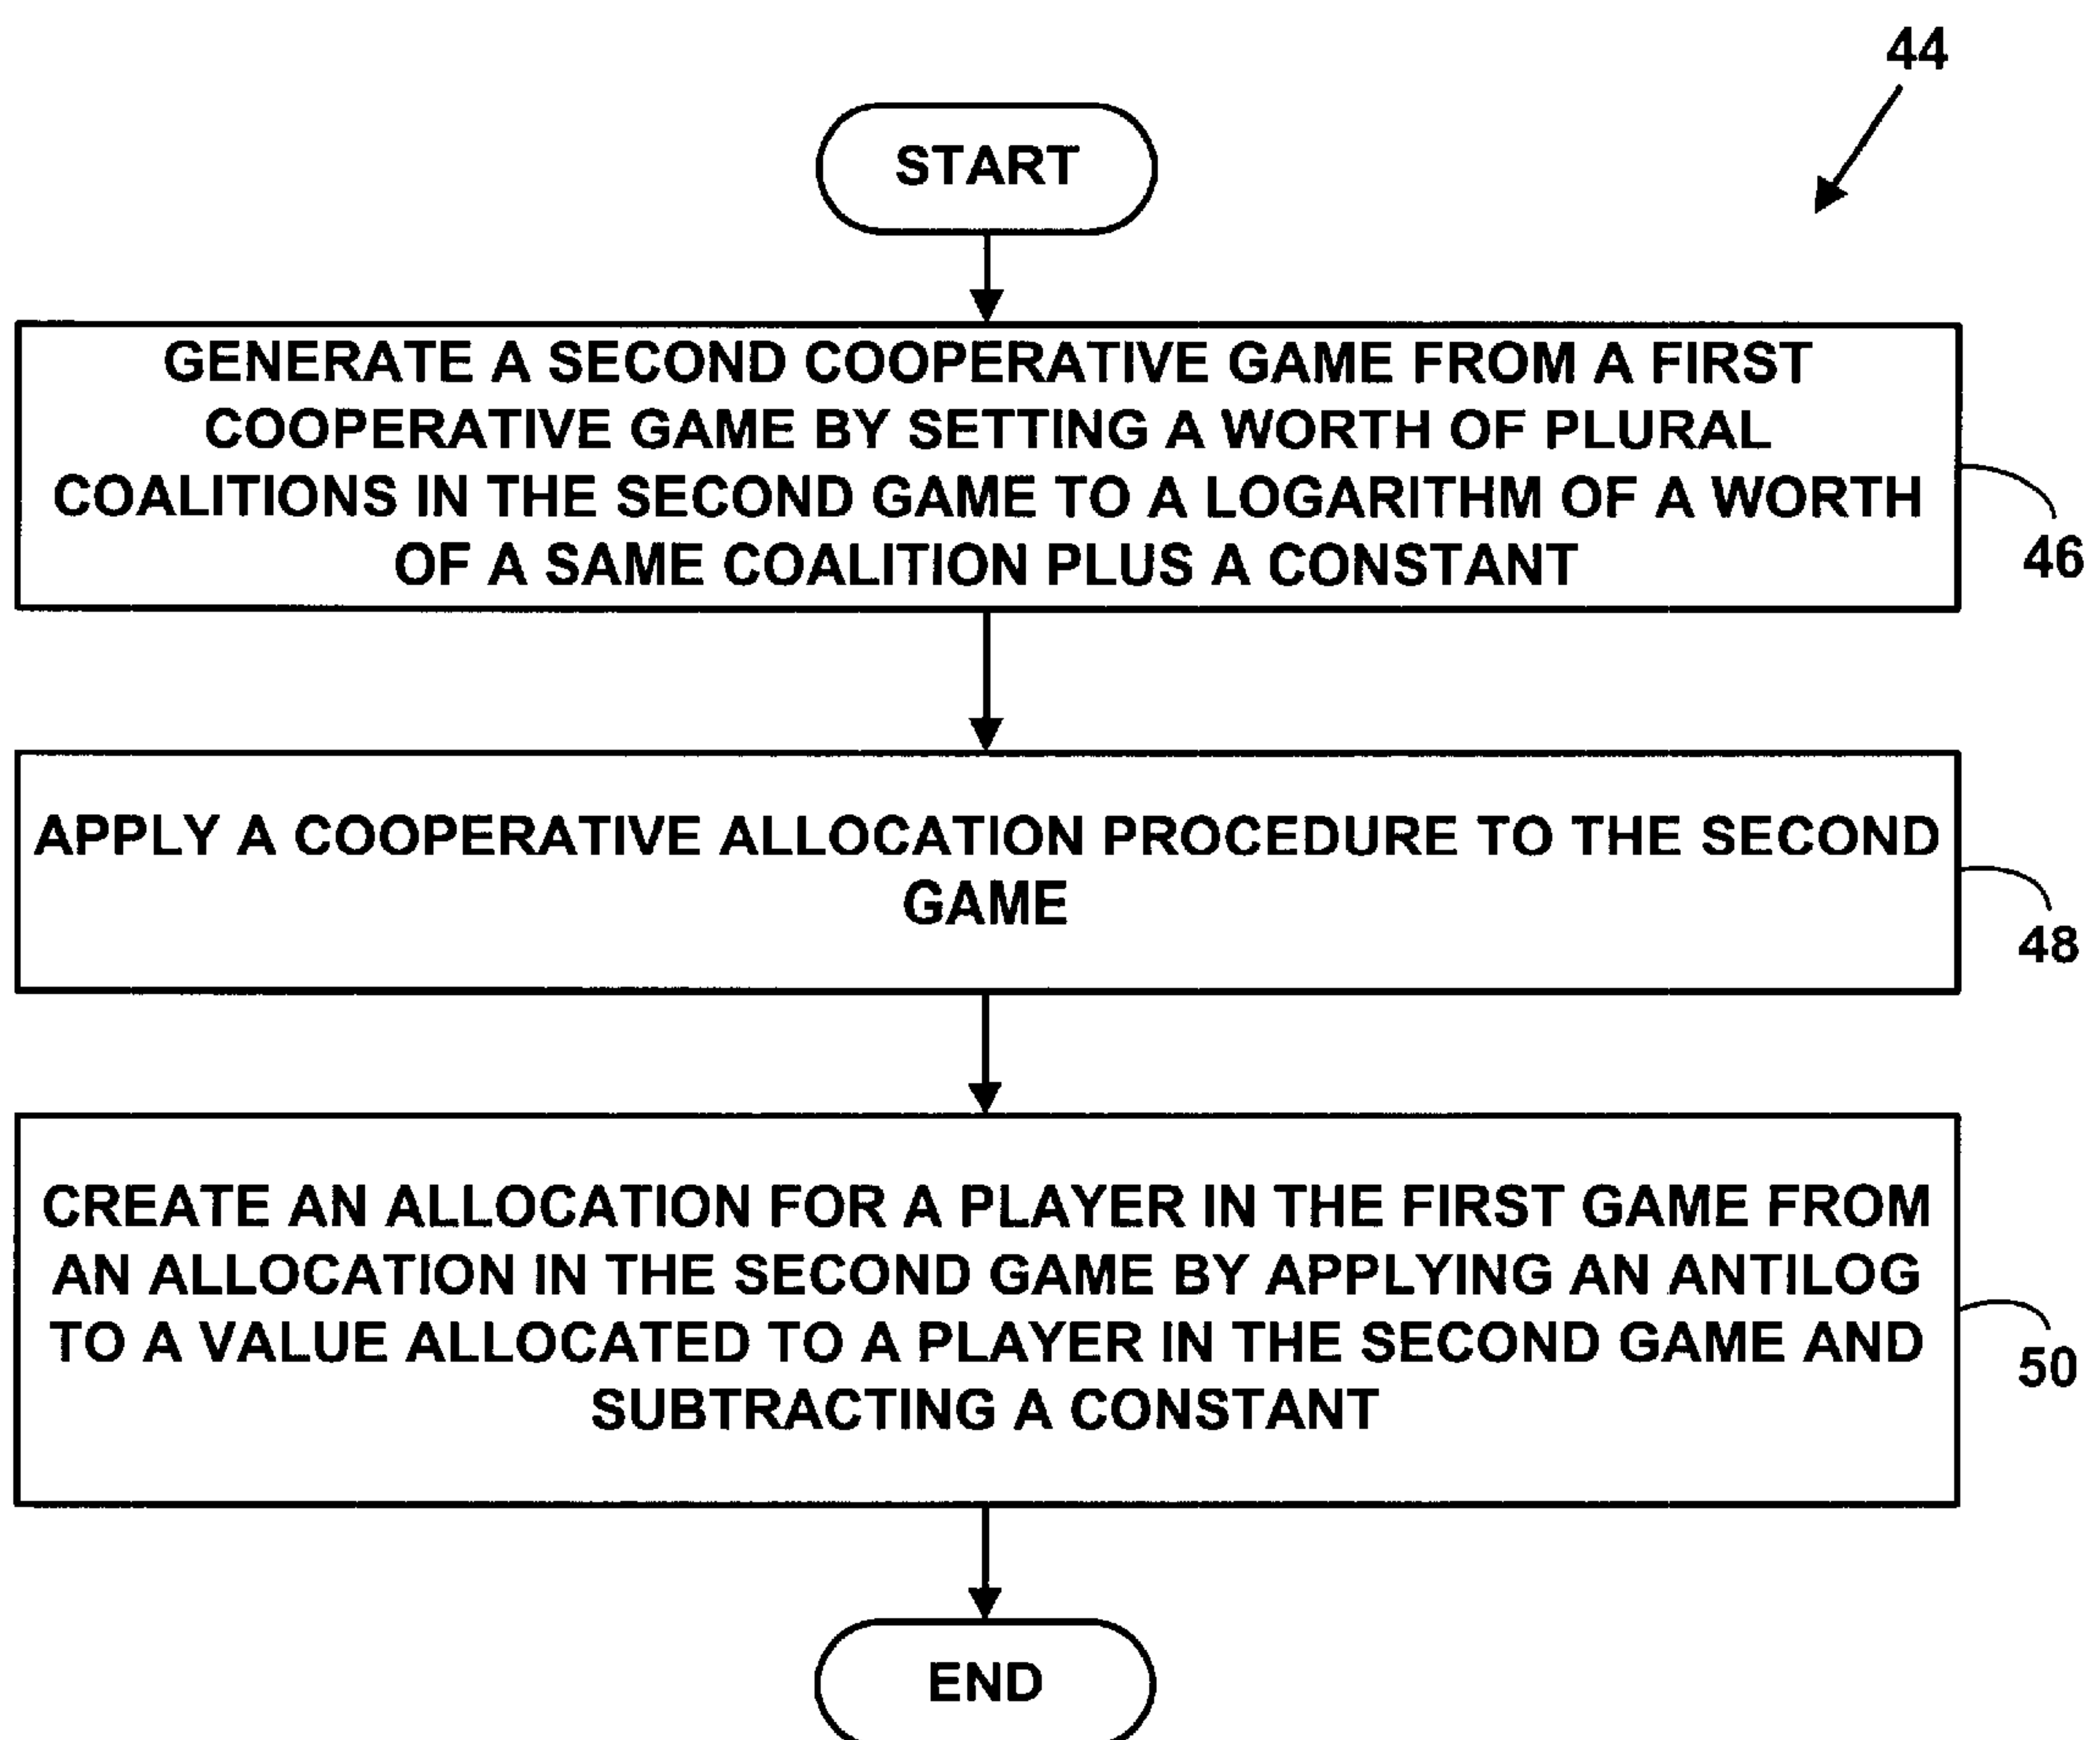 44
START
GENERATE A SECOND COOPERATIVE GAME FROM A FIRST
COOPERATIVE GAME BY SETTING A WORTH OF PLURAL
COALITIONS IN THE SECOND GAME TO A LOGARITHM OF A WORTH
OF A SAME COALITION PLUS A CONSTANT
46
APPLY A COOPERATIVE ALLOCATION PROCEDURE TO THE SECOND
GAME
48
CREATE AN ALLOCATION FOR A PLAYER IN THE FIRST GAME FROM
AN ALLOCATION IN THE SECOND GAME BY APPLYING AN ANTILOG
TO A VALUE ALLOCATED TO A PLAYER IN THE SECOND GAME AND
SUBTRACTING A CONSTANT
50
END